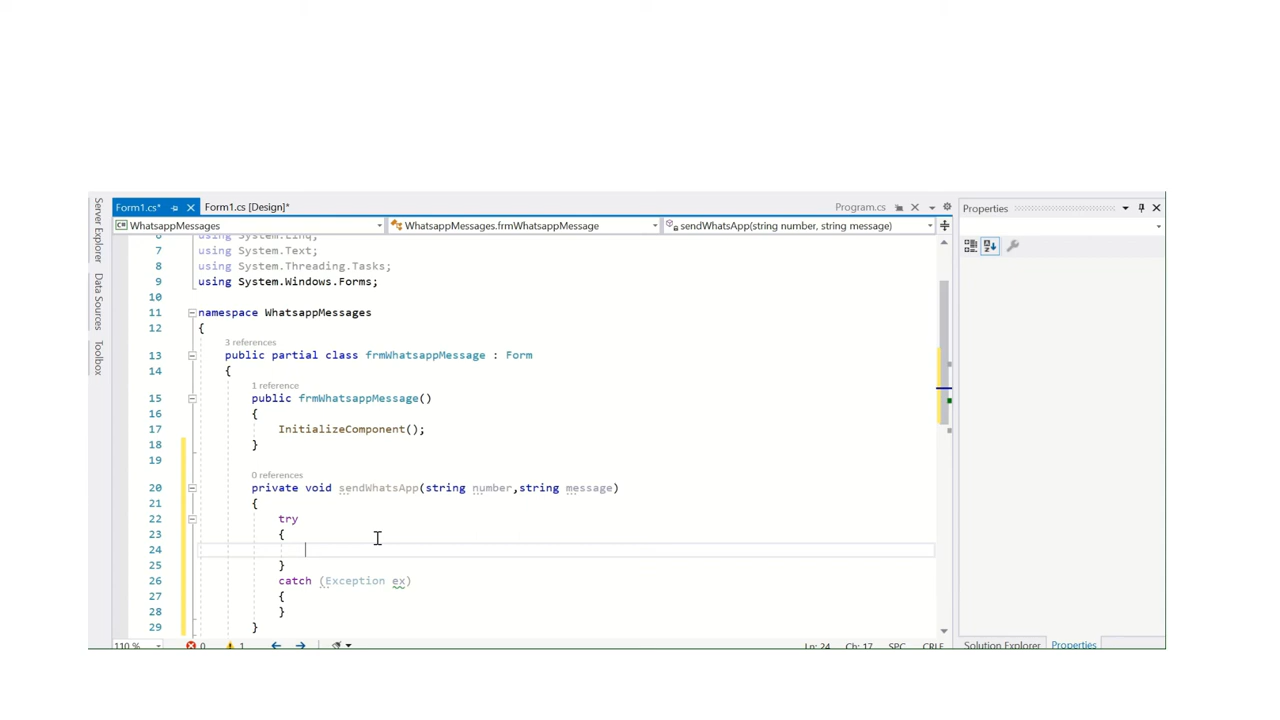 Form1.cs*
Form1.cs [Design]*
Program.cs
Properties
Server Explorer
Data Sources
Toolbox
WhatsappMessages
WhatsappMessages.frmWhatsappMessage
sendWhatsApp(string number, string message)
using System.Linq;
7 using System.Text;
8 using System.Threading.Tasks;
9 using System.Windows.Forms;
10
11 namespace WhatsappMessages
12 {
3 references
13 public partial class frmWhatsappMessage : Form
14 {
1 reference
15 public frmWhatsappMessage()
16 {
17 InitializeComponent();
18 }
19
0 references
20 private void sendWhatsApp(string number,string message)
21 {
22 try
23 {
24
25 }
26 catch (Exception ex)
27 {
28 }
29 }
110 % 0 1 Ln: 24 Ch: 17 SPC CRLF
Solution Explorer Properties